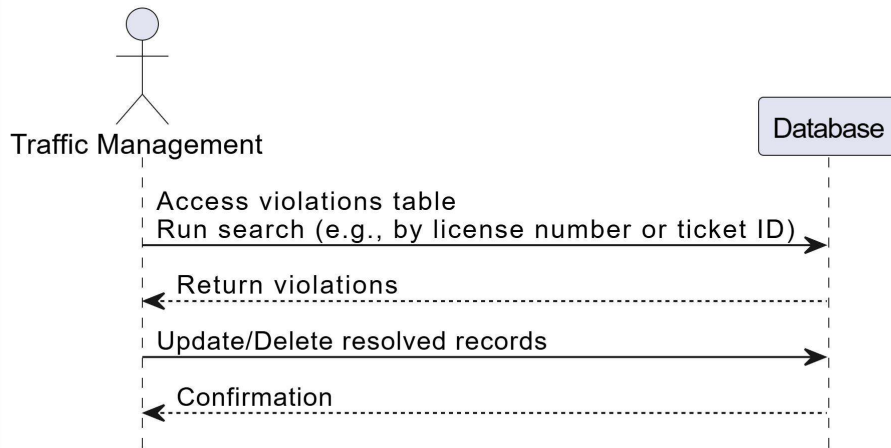 Traffic Management
Database
Access violations table
Run search (e.g., by license number or ticket ID)
Return violations
Update/Delete resolved records
Confirmation